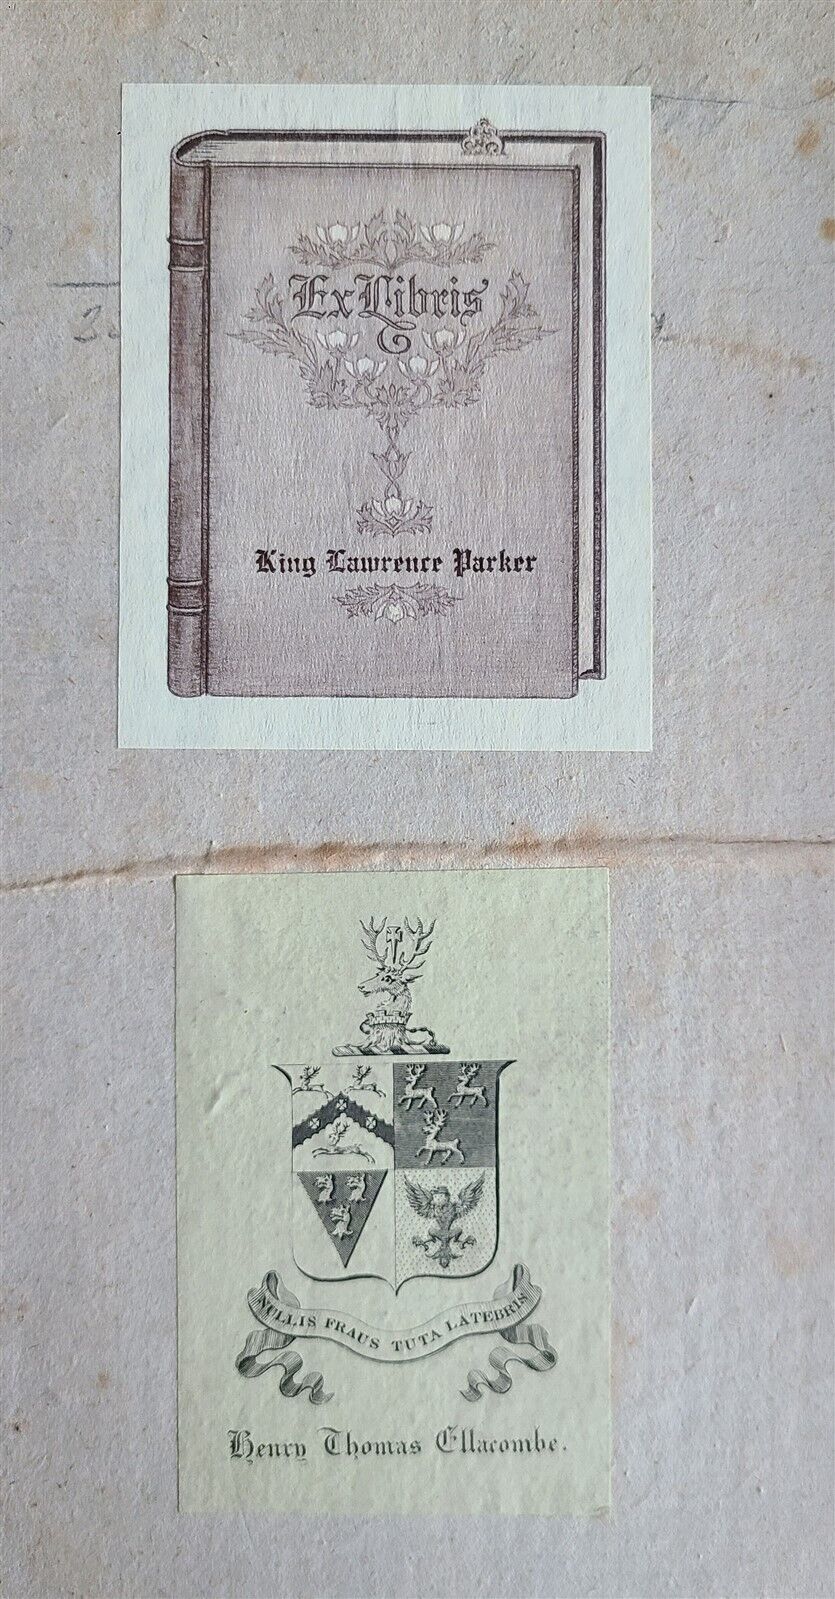 Ex Libris
King Lawrence Parker
NULLIS FRAUS TUTA LATEBRIS
Henry Thomas Ellacombe.